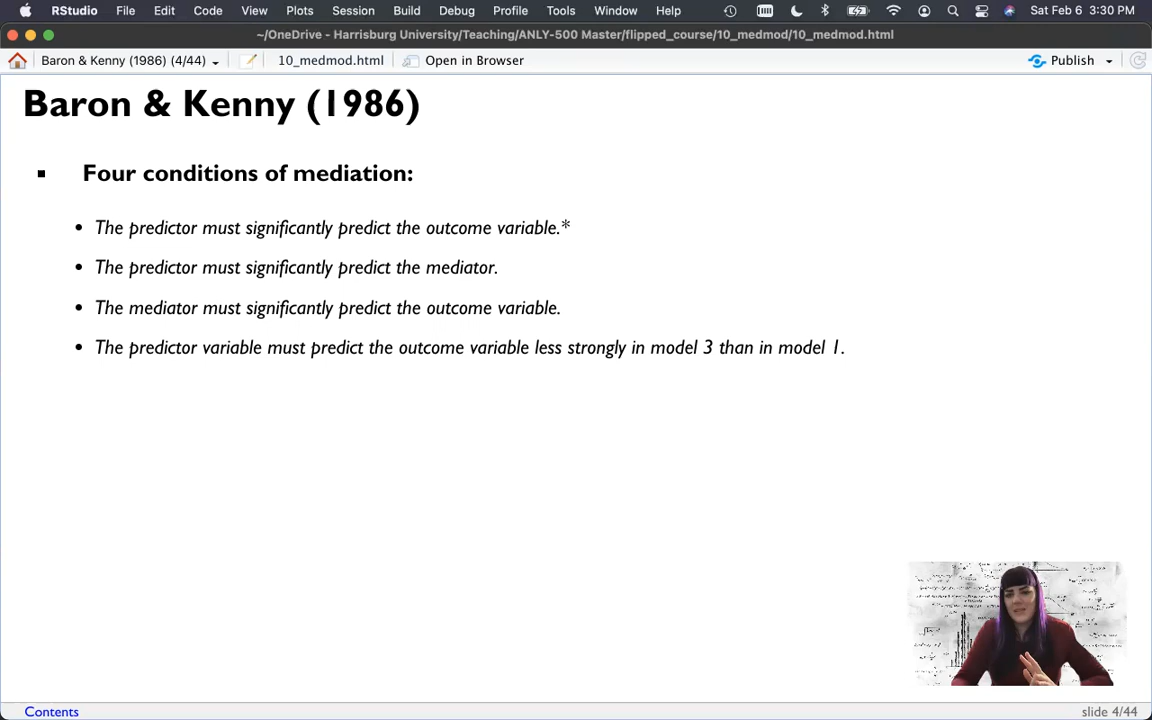 RStudio File Edit Code View Plots Session Build Debug Profile Tools Window Help Sat Feb 6 3:30 PM
~/OneDrive - Harrisburg University/Teaching/ANLY-500 Master/flipped_course/10_medmod/10_medmod.html
Baron & Kenny (1986) (4/44) 10_medmod.html Open in Browser Publish
Baron & Kenny (1986)
Four conditions of mediation:
The predictor must significantly predict the outcome variable.*
The predictor must significantly predict the mediator.
The mediator must significantly predict the outcome variable.
The predictor variable must predict the outcome variable less strongly in model 3 than in model 1.
Contents slide 4/44